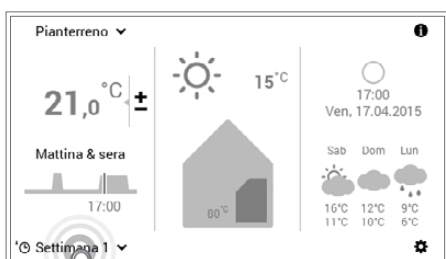 Pianterreno
21,0 °C ±
15°C
17:00
Ven, 17.04.2015
Mattina & sera
17:00
80 °C
Sab Dom Lun
16°C 12°C 9°C
11°C 10°C 6°C
Settimana 1